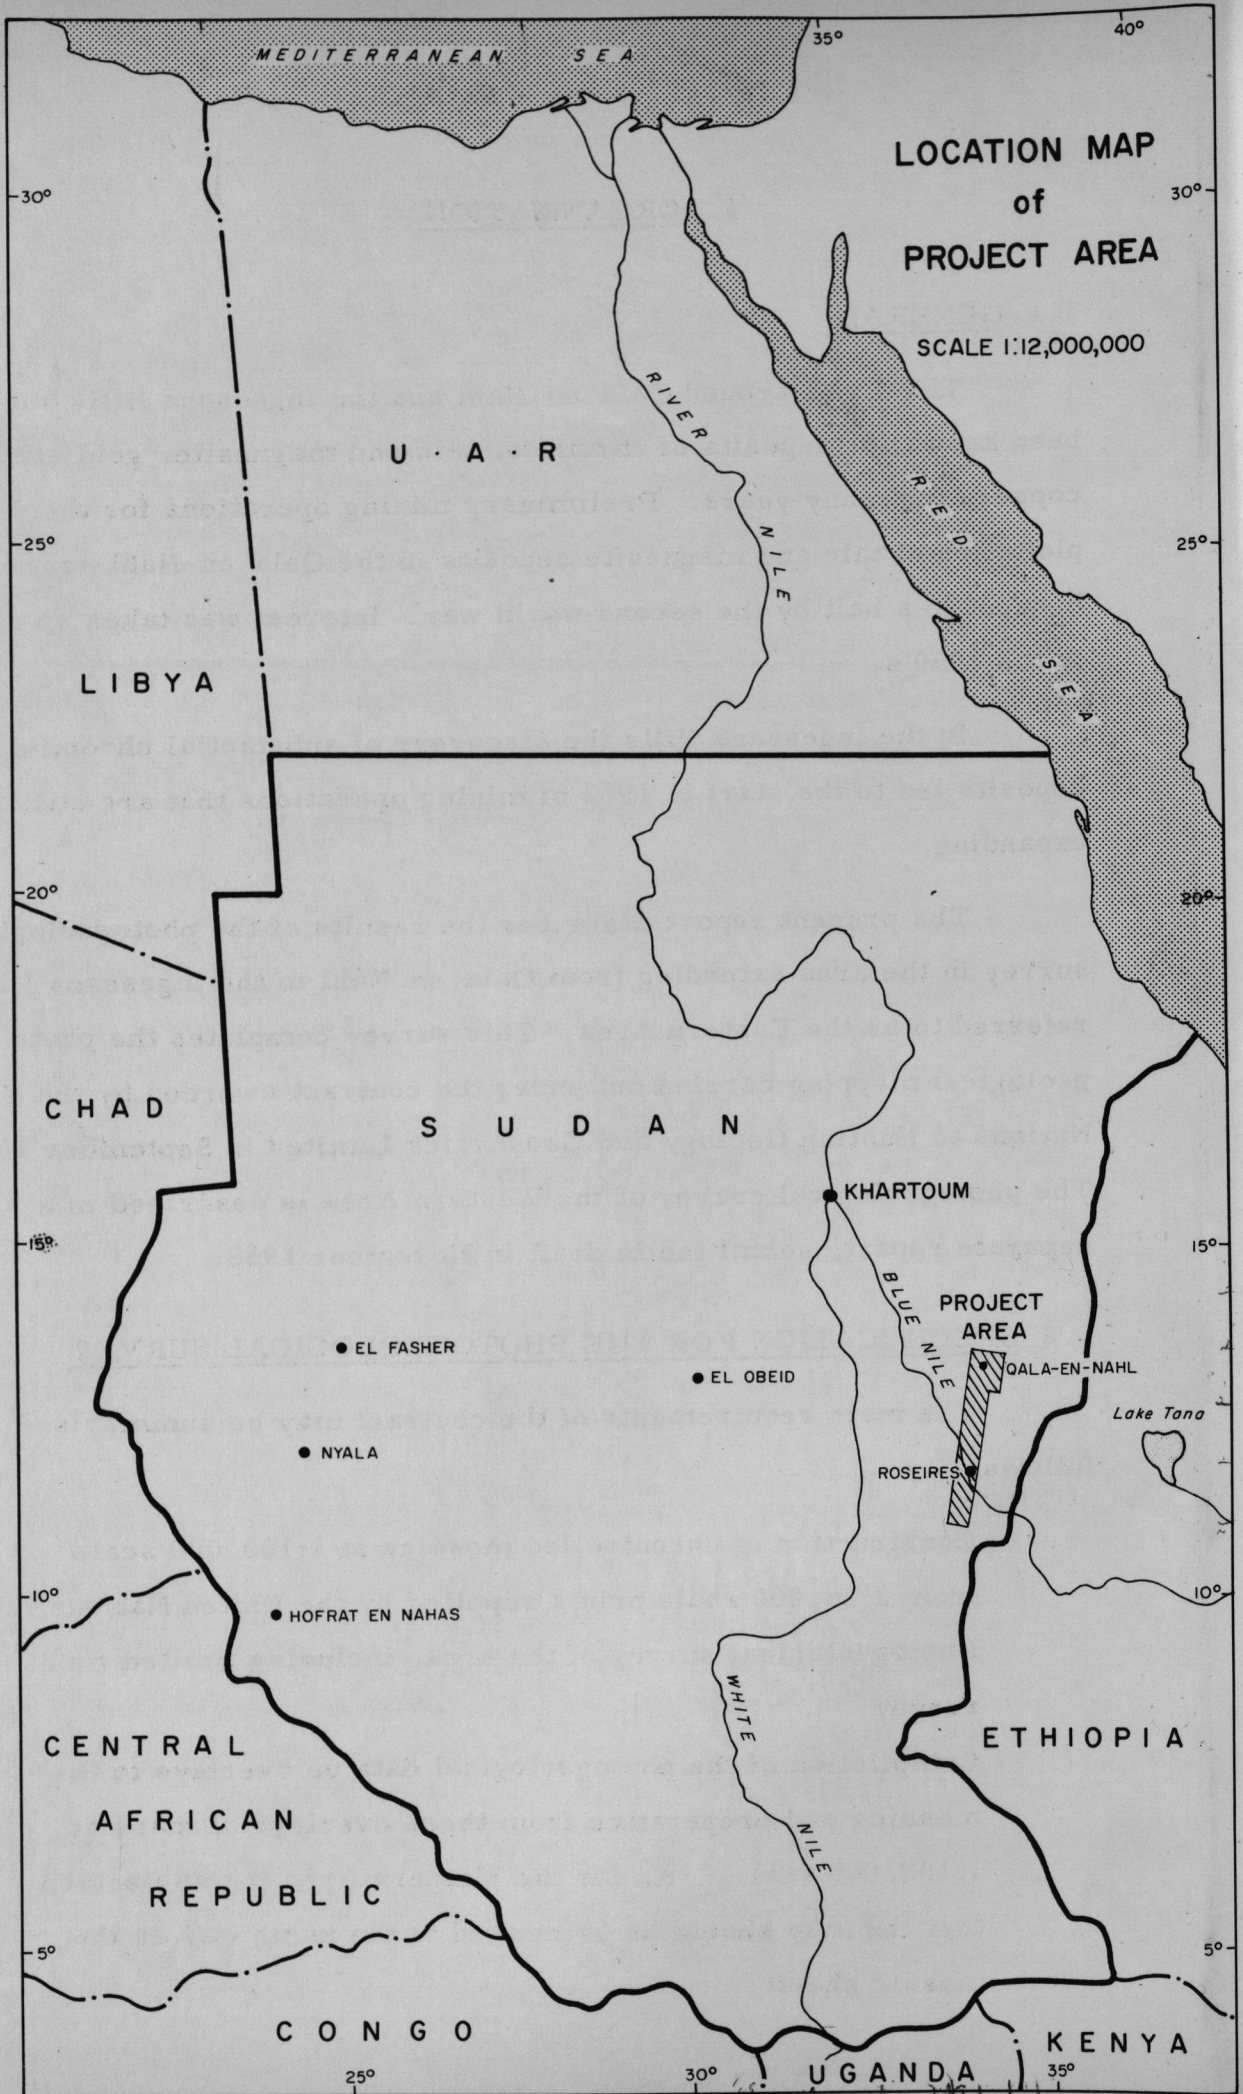 35° 40°
MEDITERRANEAN SEA
LOCATION MAP
of
PROJECT AREA
SCALE 1:12,000,000
30° 30°
RIVER NILE
U · A · R
RED SEA
25° 25°
LIBYA
20° 20°
CHAD
SUDAN
KHARTOUM
15° 15°
BLUE NILE
PROJECT
AREA
EL FASHER
QALA-EN-NAHL
EL OBEID
Lake Tana
NYALA
ROSEIRES
10° 10°
HOFRAT EN NAHAS
WHITE NILE
ETHIOPIA
CENTRAL
AFRICAN
REPUBLIC
5° 5°
CONGO
KENYA
UGANDA
25° 30° 35°